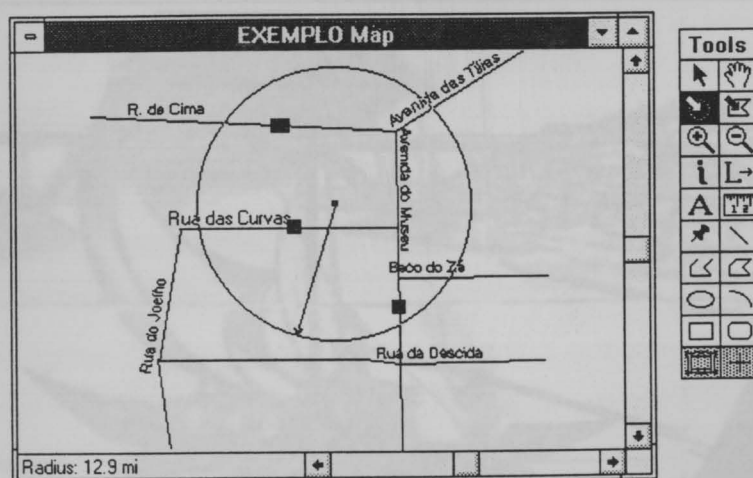 EXEMPLO Map
Tools
Avenida das Tílias
R. de Cima
Avenida do Museu
Rua das Curvas
Beco do Zé
Rua do Joelho
Rua da Descida
Radius: 12.9 mi
i
L
A